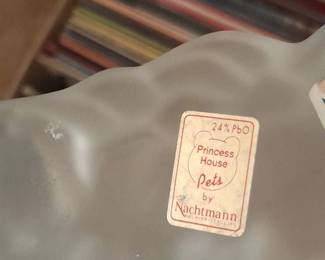 24% PbO
Princess
House
Pets
by
Nachtmann